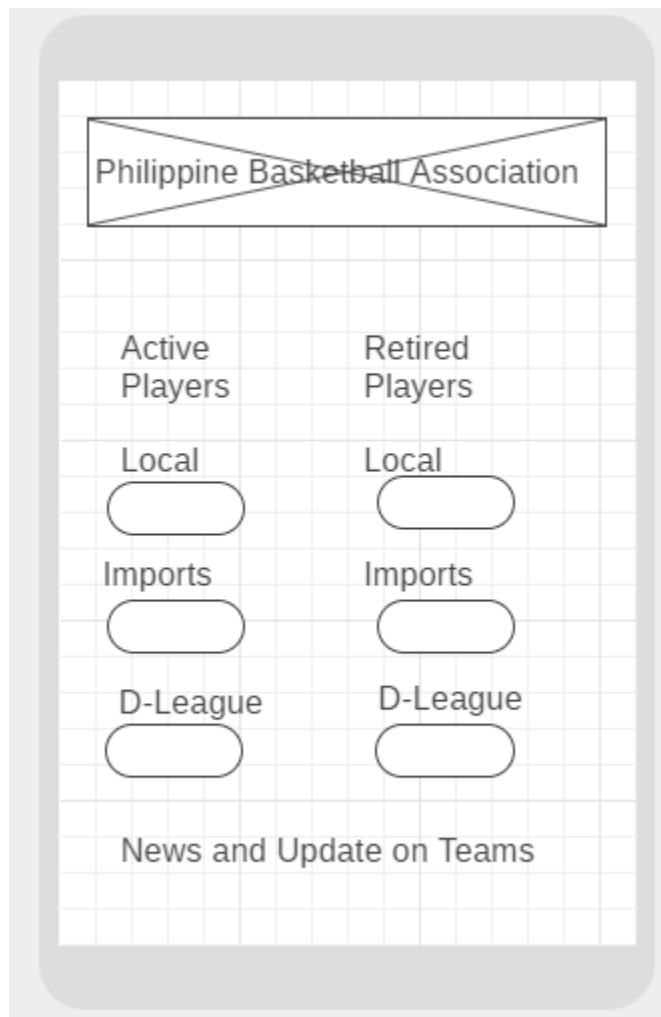 Philippine Basketball Association
Active
Players
Retired
Players
Local
Local
Imports
Imports
D-League
D-League
News and Update on Teams